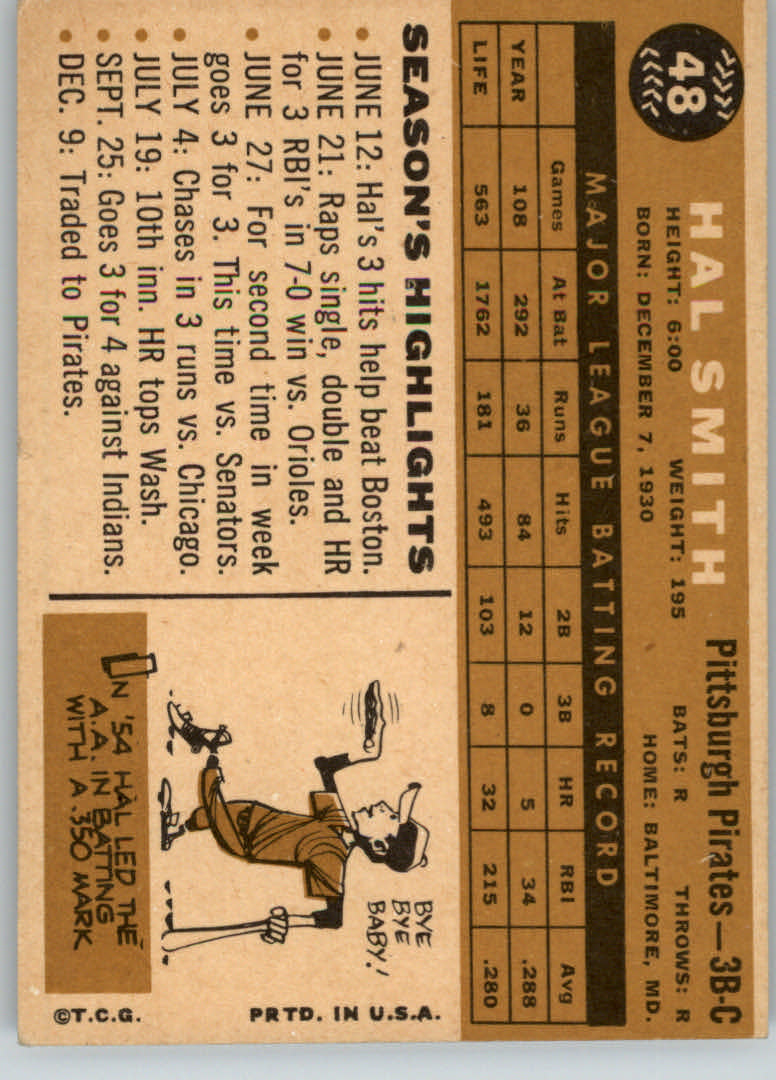 48
HAL SMITH
Pittsburgh Pirates—3B-C
HEIGHT: 6:00 WEIGHT: 195 BATS: R THROWS: R
BORN: DECEMBER 7, 1930 HOME: BALTIMORE, MD.
MAJOR LEAGUE BATTING RECORD
Games At Bat Runs Hits 2B 3B HR RBI Avg
YEAR 108 292 36 84 12 0 5 34 .288
LIFE 563 1762 181 493 103 8 32 215 .280
SEASON'S HIGHLIGHTS
• JUNE 12: Hal's 3 hits help beat Boston.
• JUNE 21: Raps single, double and HR
for 3 RBI's in 7-0 win vs. Orioles.
• JUNE 27: For second time in week
goes 3 for 3. This time vs. Senators.
• JULY 4: Chases in 3 runs vs. Chicago.
• JULY 19: 10th inn. HR tops Wash.
• SEPT. 25: Goes 3 for 4 against Indians.
• DEC. 9: Traded to Pirates.
BYE
BYE
BABY!
IN '54 HAL LED THE
A.A. IN BATTING
WITH A .350 MARK
©T.C.G. PRTD. IN U.S.A.